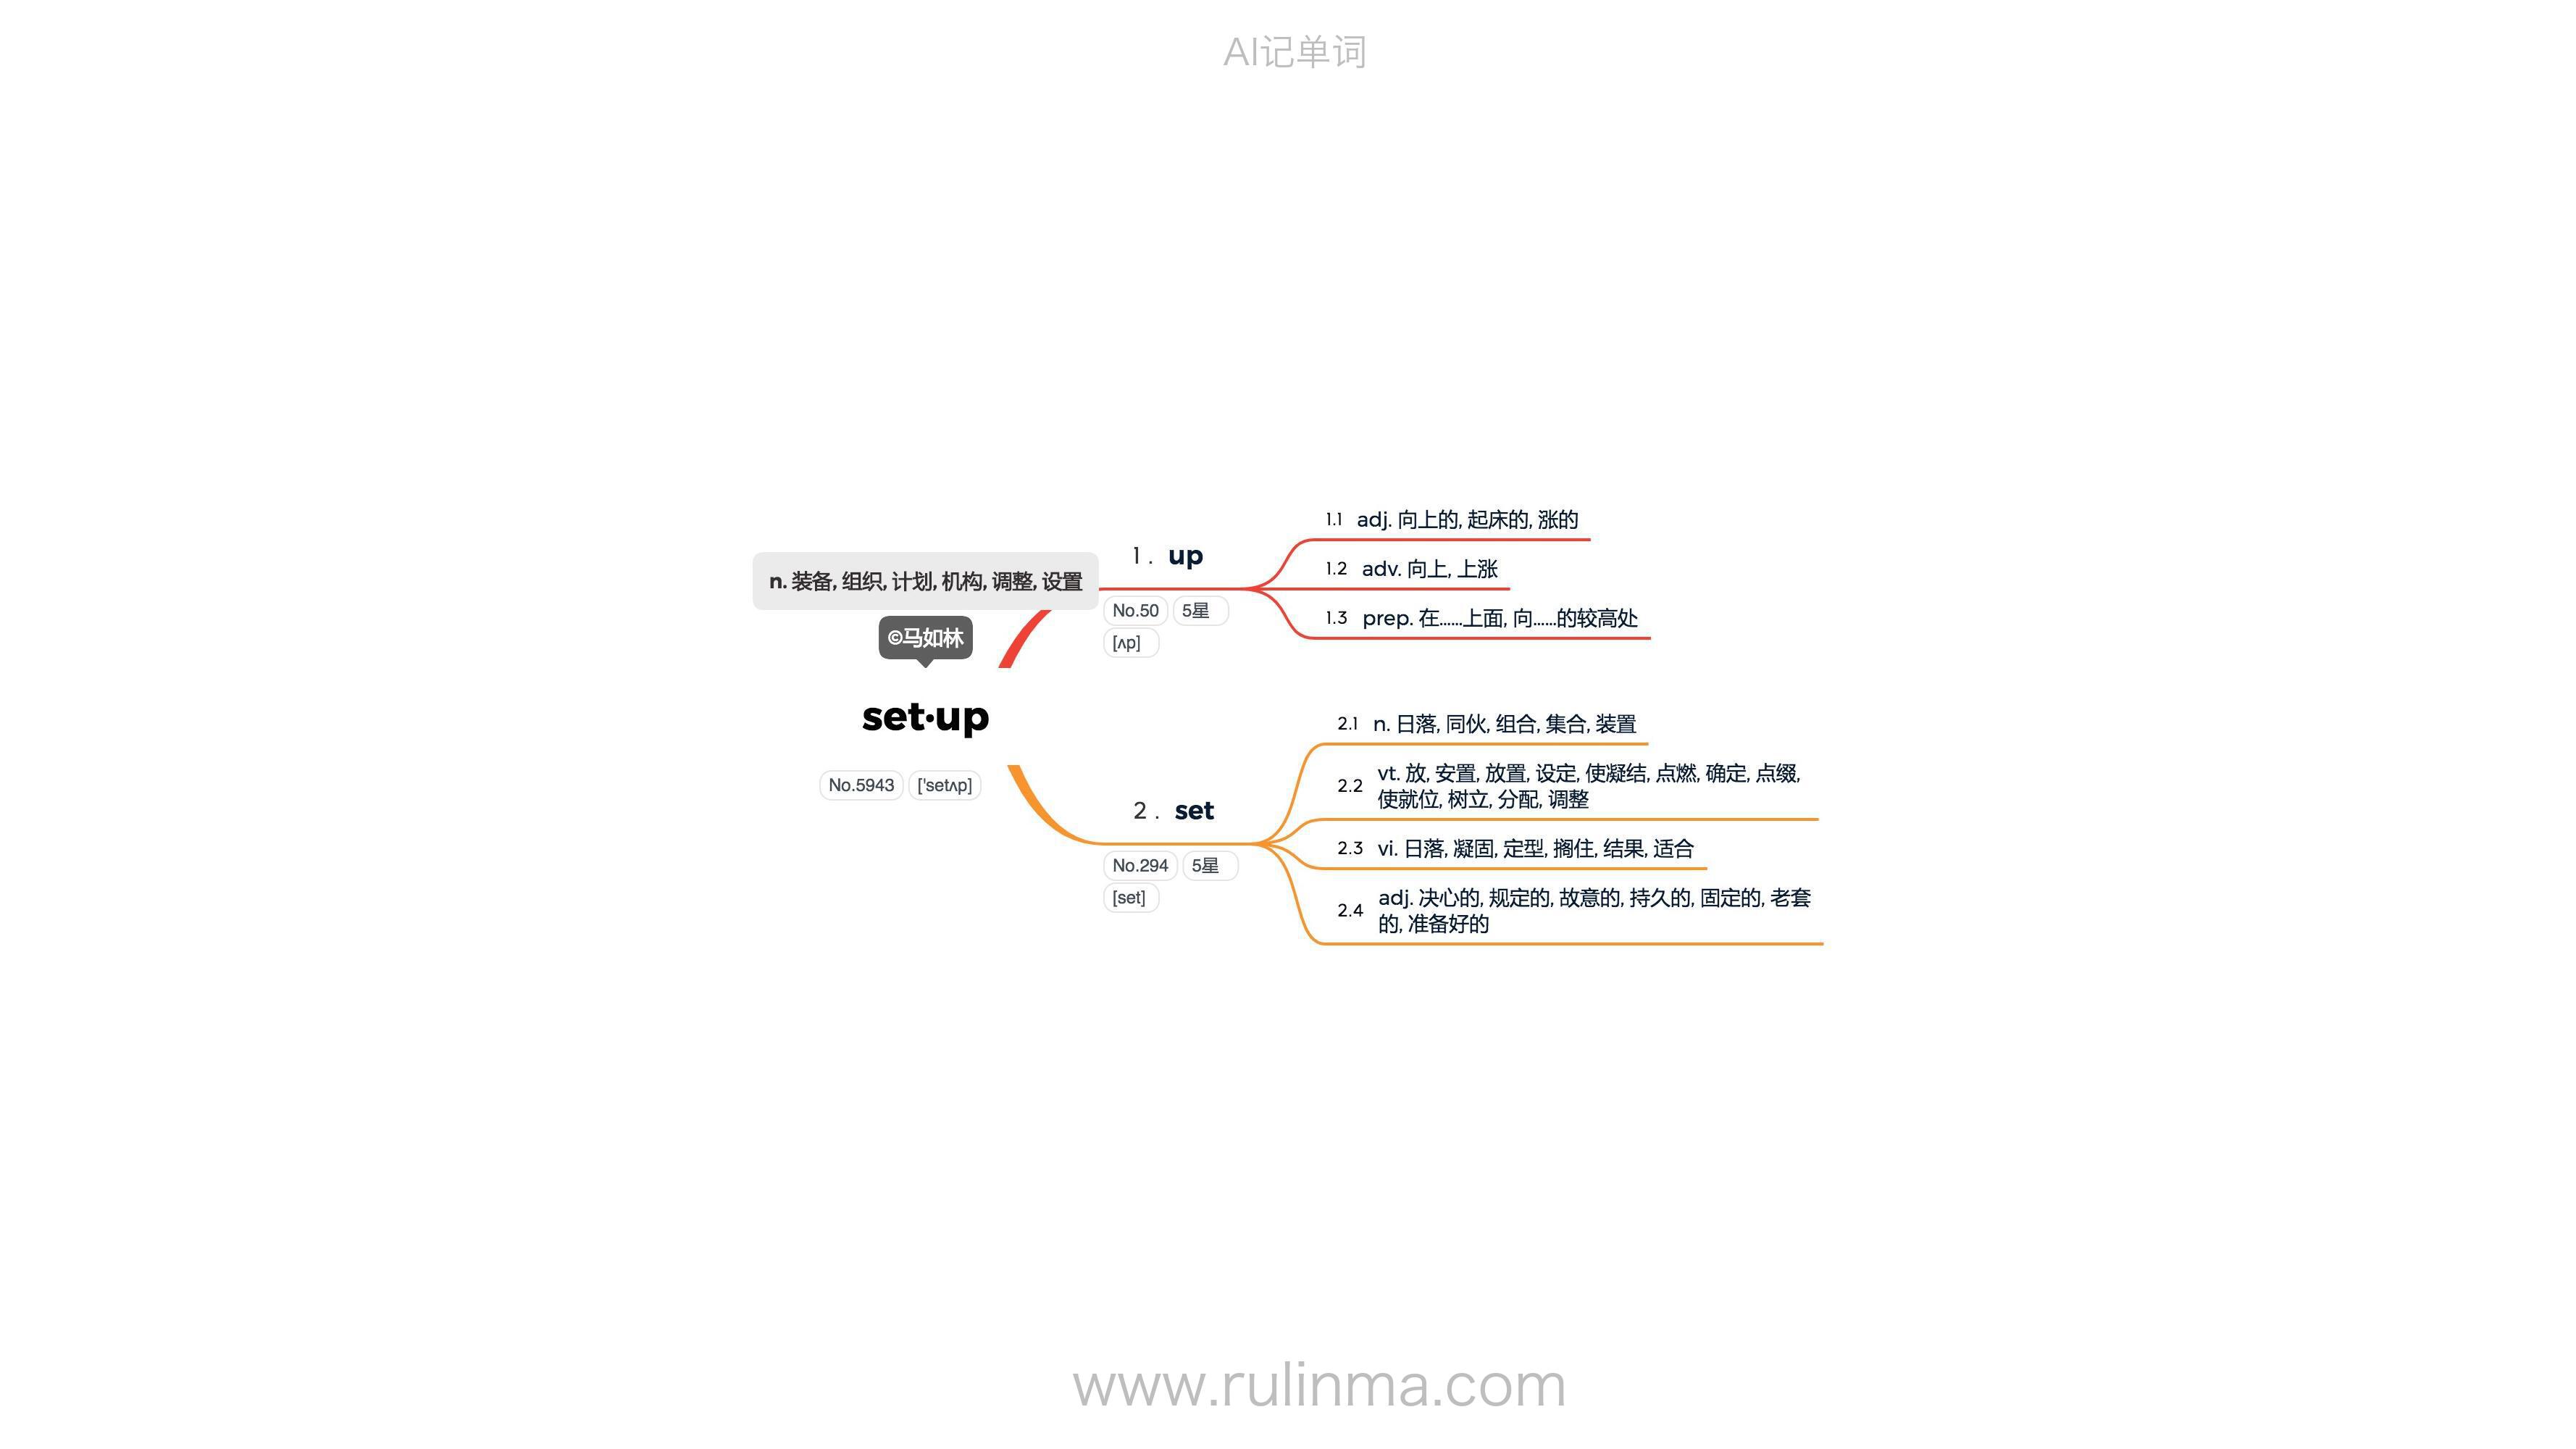 AI记单词
n. 装备, 组织, 计划, 机构, 调整, 设置
©马如林
set·up
No.5943 ['setʌp]
1 . up
No.50 5星
[ʌp]
1.1 adj. 向上的, 起床的, 涨的
1.2 adv. 向上, 上涨
1.3 prep. 在……上面, 向……的较高处
2 . set
No.294 5星
[set]
2.1 n. 日落, 同伙, 组合, 集合, 装置
2.2 vt. 放, 安置, 放置, 设定, 使凝结, 点燃, 确定, 点缀,
使就位, 树立, 分配, 调整
2.3 vi. 日落, 凝固, 定型, 搁住, 结果, 适合
2.4 adj. 决心的, 规定的, 故意的, 持久的, 固定的, 老套
的, 准备好的
www.rulinma.com